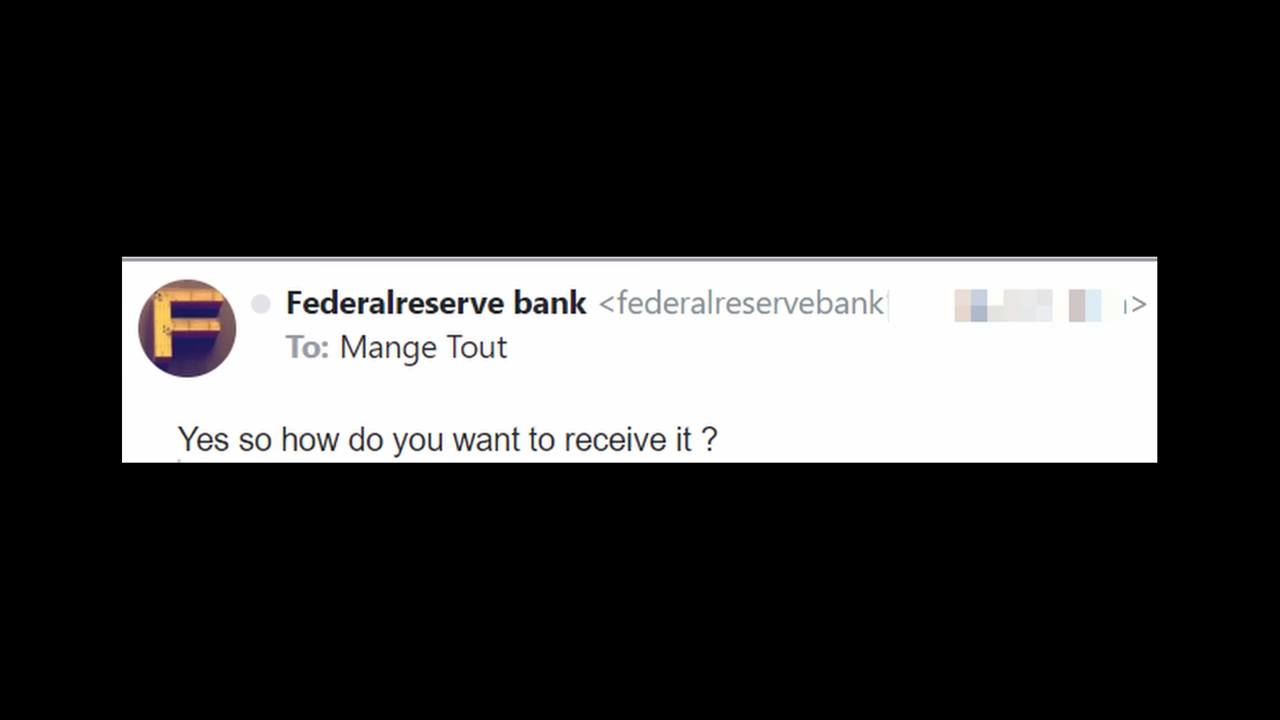 Federalreserve bank <federalreservebank >
To: Mange Tout
Yes so how do you want to receive it ?